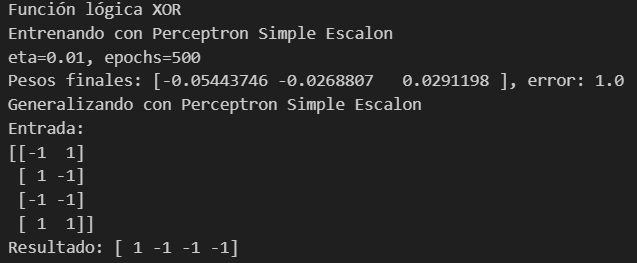 Función lógica XOR
Entrenando con Perceptron Simple Escalon
eta=0.01, epochs=500
Pesos finales: [-0.05443746 -0.0268807   0.0291198 ], error: 1.0
Generalizando con Perceptron Simple Escalon
Entrada:
[[-1  1]
 [ 1 -1]
 [-1 -1]
 [ 1  1]]
Resultado: [ 1 -1 -1 -1]